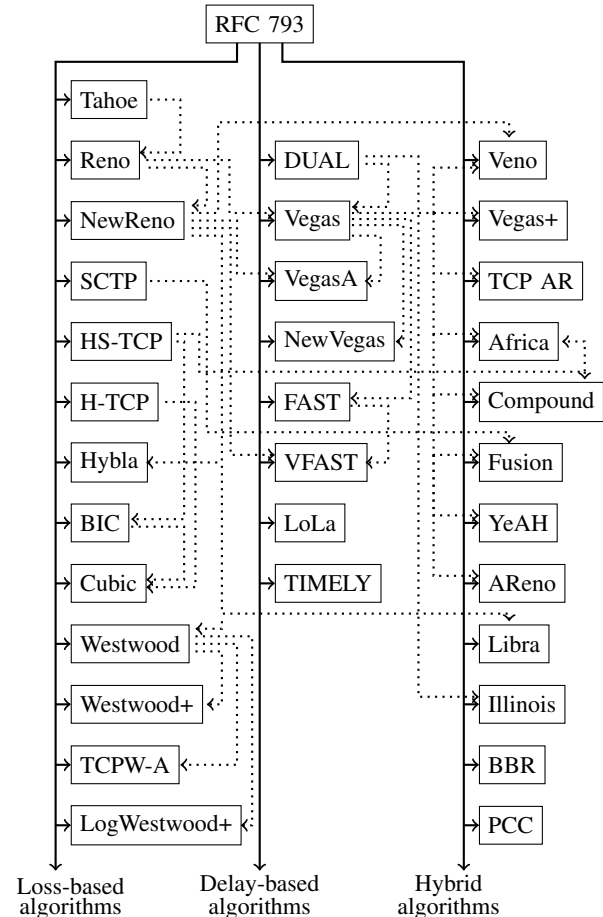 RFC 793
Tahoe
Reno
NewReno
SCTP
HS-TCP
H-TCP
Hybla
BIC
Cubic
Westwood
Westwood+
TCPW-A
LogWestwood+
Loss-based
algorithms
DUAL
Vegas
VegasA
NewVegas
FAST
VFAST
LoLa
TIMELY
Delay-based
algorithms
Veno
Vegas+
TCP AR
Africa
Compound
Fusion
YeAH
AReno
Libra
Illinois
BBR
PCC
Hybrid
algorithms